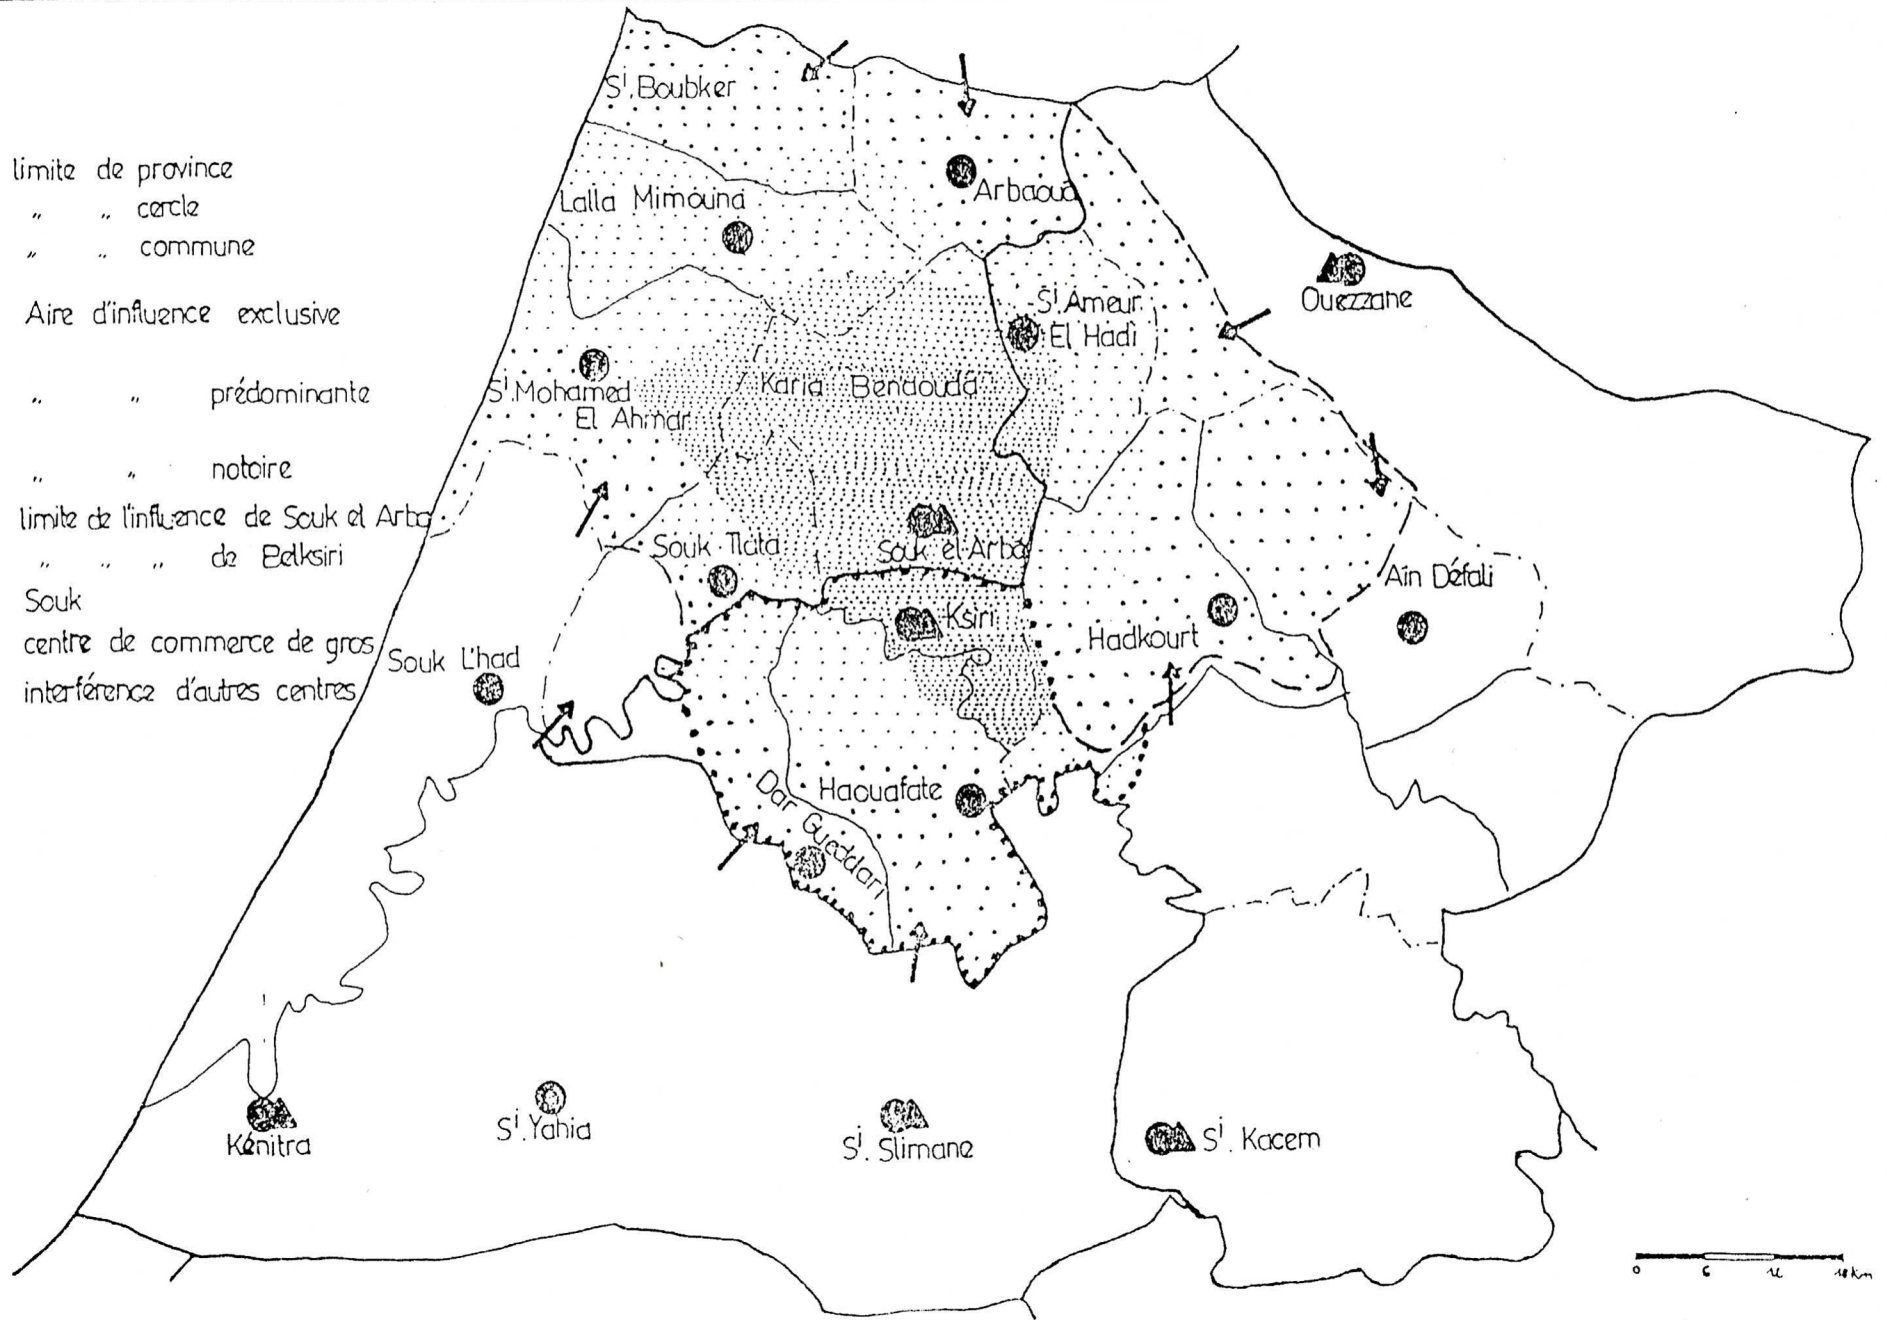 limite de province
„ „ cercle
„ „ commune
Aire d'influence exclusive
„ „ prédominante
„ „ notoire
limite de l'influence de Souk el Arba
„ „ „ de Belksiri
Souk
centre de commerce de gros
interférence d'autres centres
Si. Boubker
Arbaoua
Lalla Mimouna
Ouezzane
Si. Ameur
El Hadi
Si. Mohamed
El Ahmar
Karia Bendouda
Souk Tlata
Souk el Arba
Aïn Défali
Ksiri
Hadkourt
Souk L'had
Haouafate
Dar Gueddari
Kénitra
Si. Yahia
Si. Slimane
Si. Kacem
0 6 12 18 Km